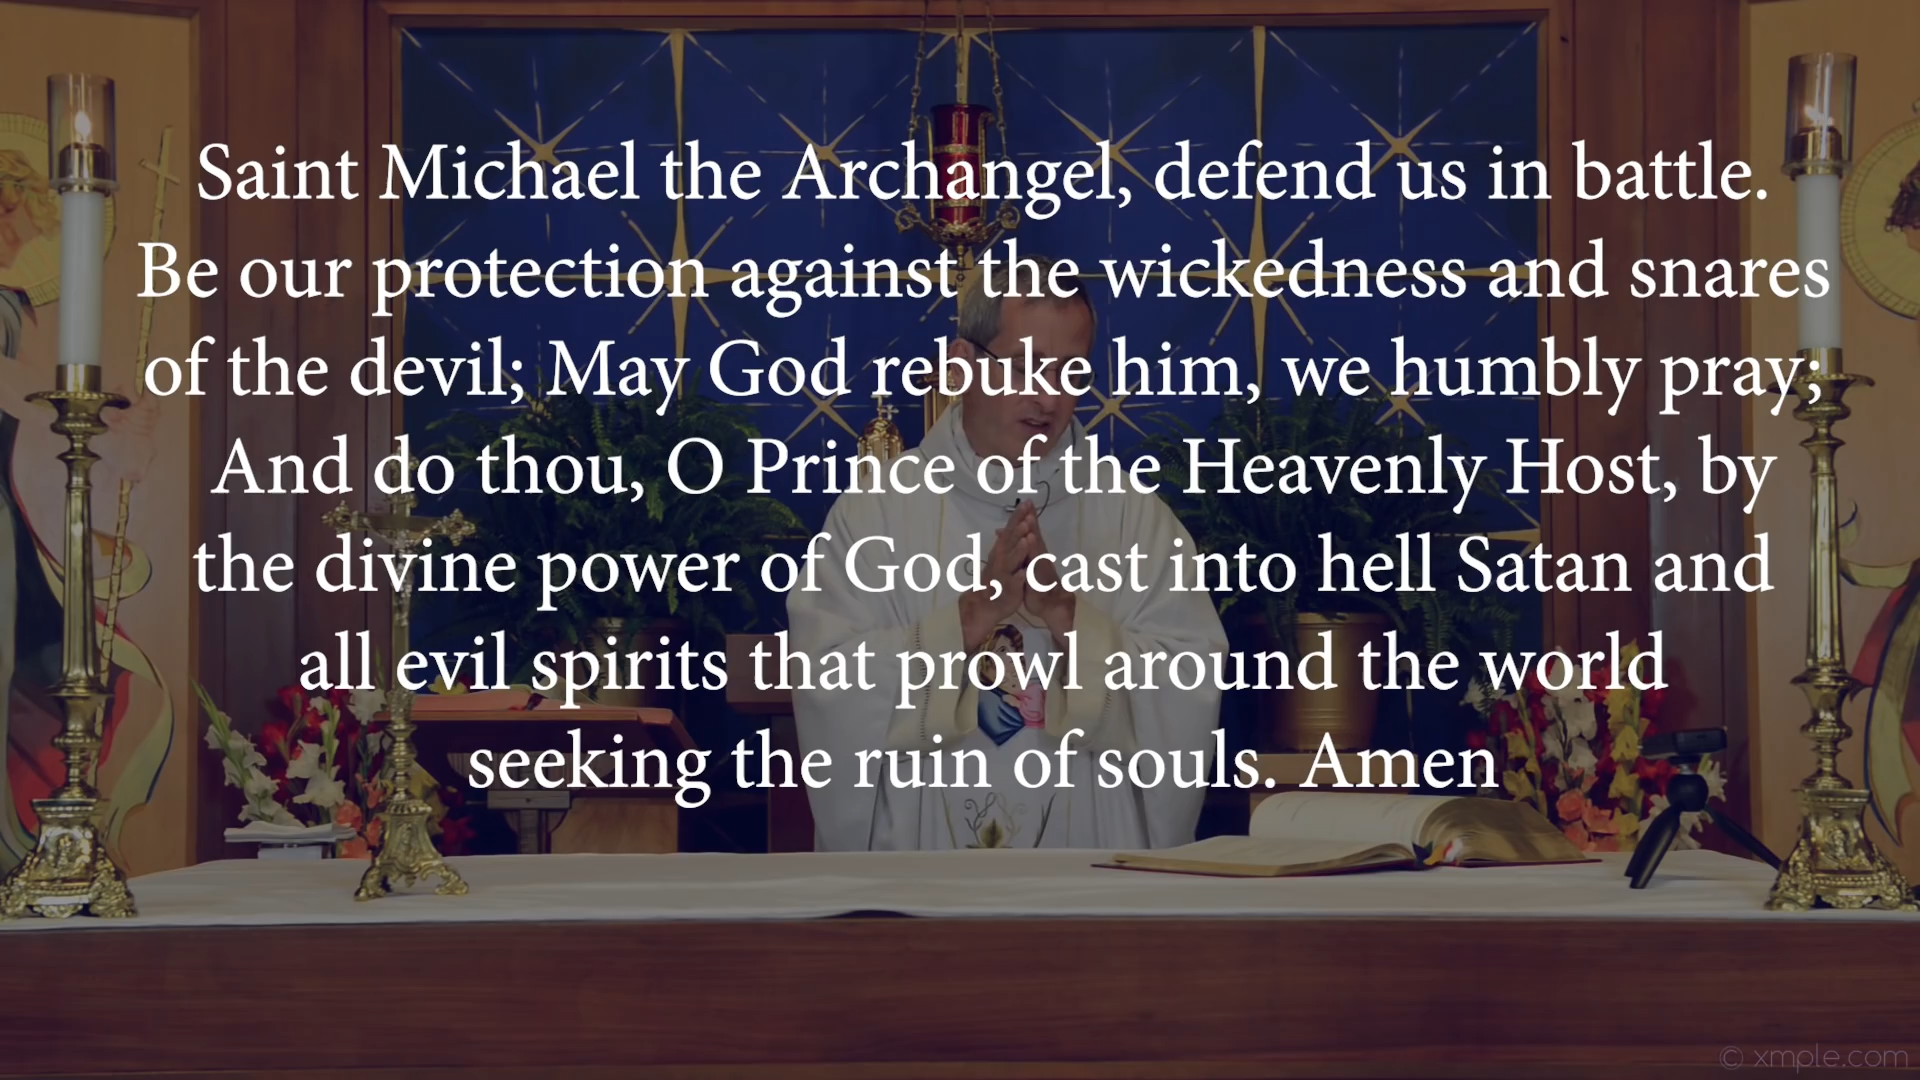 Saint Michael the Archangel, defend us in battle.
Be our protection against the wickedness and snares
of the devil; May God rebuke him, we humbly pray;
And do thou, O Prince of the Heavenly Host, by
the divine power of God, cast into hell Satan and
all evil spirits that prowl around the world
seeking the ruin of souls. Amen
© xmple.com